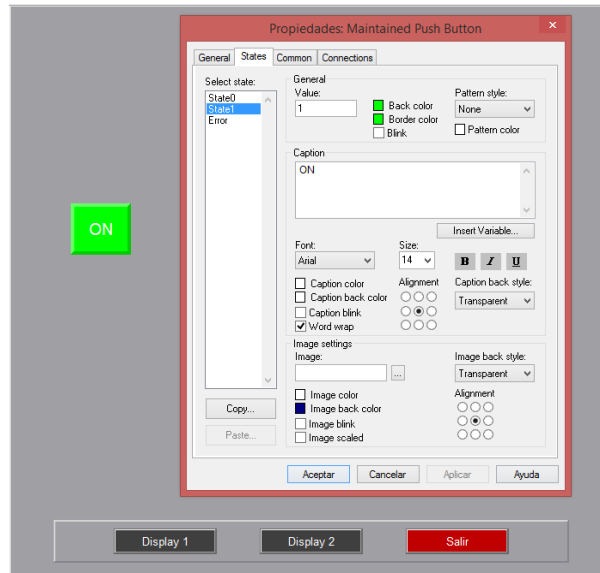 Propiedades: Maintained Push Button
×
General States Common Connections
Select state:
State0
State1
Error
Copy...
Paste...
General
Value:
1
Back color
Border color
Blink
Pattern style:
None
Pattern color
Caption
ON
Insert Variable...
Font:
Arial
Size:
14
B I U
Caption color
Caption back color
Caption blink
Word wrap
Alignment
Caption back style:
Transparent
Image settings
Image:
...
Image back style:
Transparent
Image color
Image back color
Image blink
Image scaled
Alignment
Aceptar Cancelar Aplicar Ayuda
ON
Display 1 Display 2 Salir